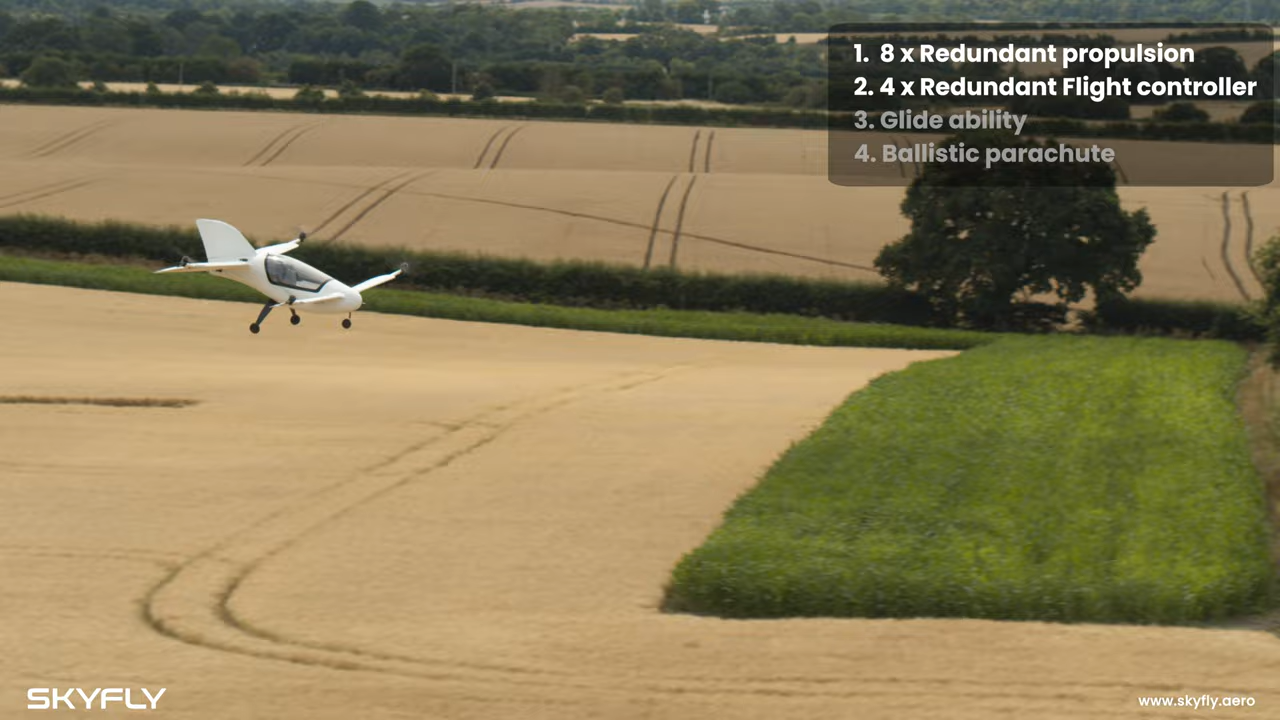 1. 8 x Redundant propulsion
2. 4 x Redundant Flight controller
3. Glide ability
4. Ballistic parachute
SKYFLY
www.skyfly.aero